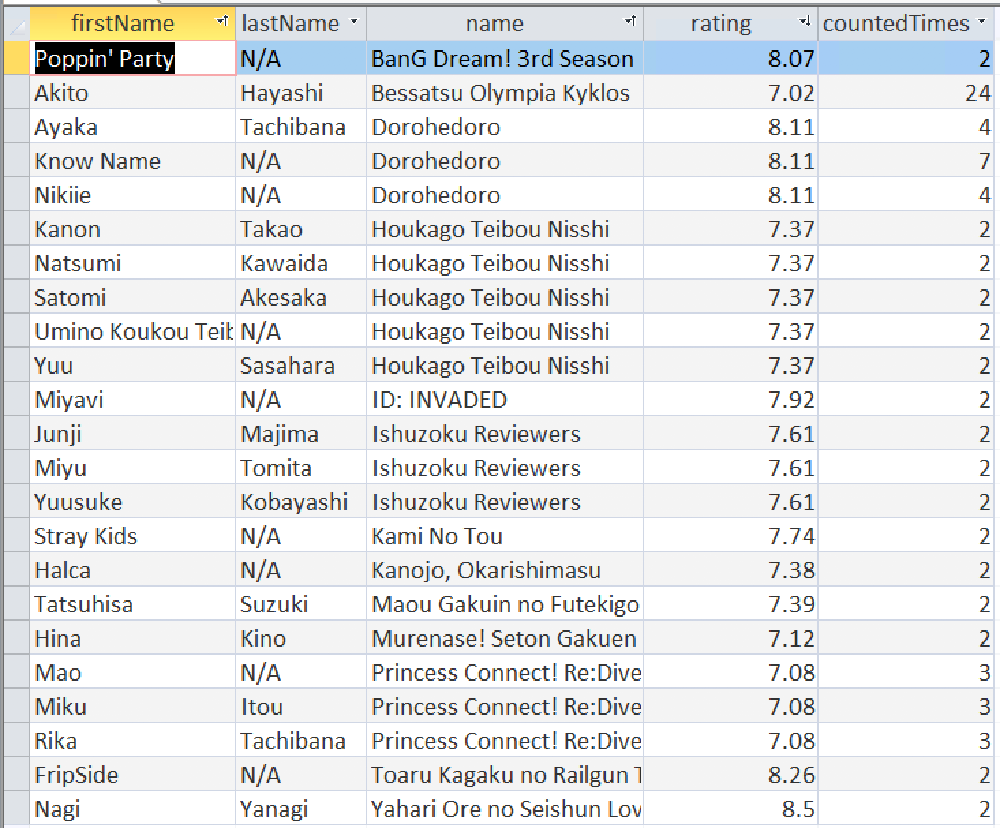 firstName lastName name rating countedTimes
Poppin' Party N/A BanG Dream! 3rd Season 8.07 2
Akito Hayashi Bessatsu Olympia Kyklos 7.02 24
Ayaka Tachibana Dorohedoro 8.11 4
Know Name N/A Dorohedoro 8.11 7
Nikiie N/A Dorohedoro 8.11 4
Kanon Takao Houkago Teibou Nisshi 7.37 2
Natsumi Kawaida Houkago Teibou Nisshi 7.37 2
Satomi Akesaka Houkago Teibou Nisshi 7.37 2
Umino Koukou Teib N/A Houkago Teibou Nisshi 7.37 2
Yuu Sasahara Houkago Teibou Nisshi 7.37 2
Miyavi N/A ID: INVADED 7.92 2
Junji Majima Ishuzoku Reviewers 7.61 2
Miyu Tomita Ishuzoku Reviewers 7.61 2
Yuusuke Kobayashi Ishuzoku Reviewers 7.61 2
Stray Kids N/A Kami No Tou 7.74 2
Halca N/A Kanojo, Okarishimasu 7.38 2
Tatsuhisa Suzuki Maou Gakuin no Futekigo 7.39 2
Hina Kino Murenase! Seton Gakuen 7.12 2
Mao N/A Princess Connect! Re:Dive 7.08 3
Miku Itou Princess Connect! Re:Dive 7.08 3
Rika Tachibana Princess Connect! Re:Dive 7.08 3
FripSide N/A Toaru Kagaku no Railgun T 8.26 2
Nagi Yanagi Yahari Ore no Seishun Lov 8.5 2